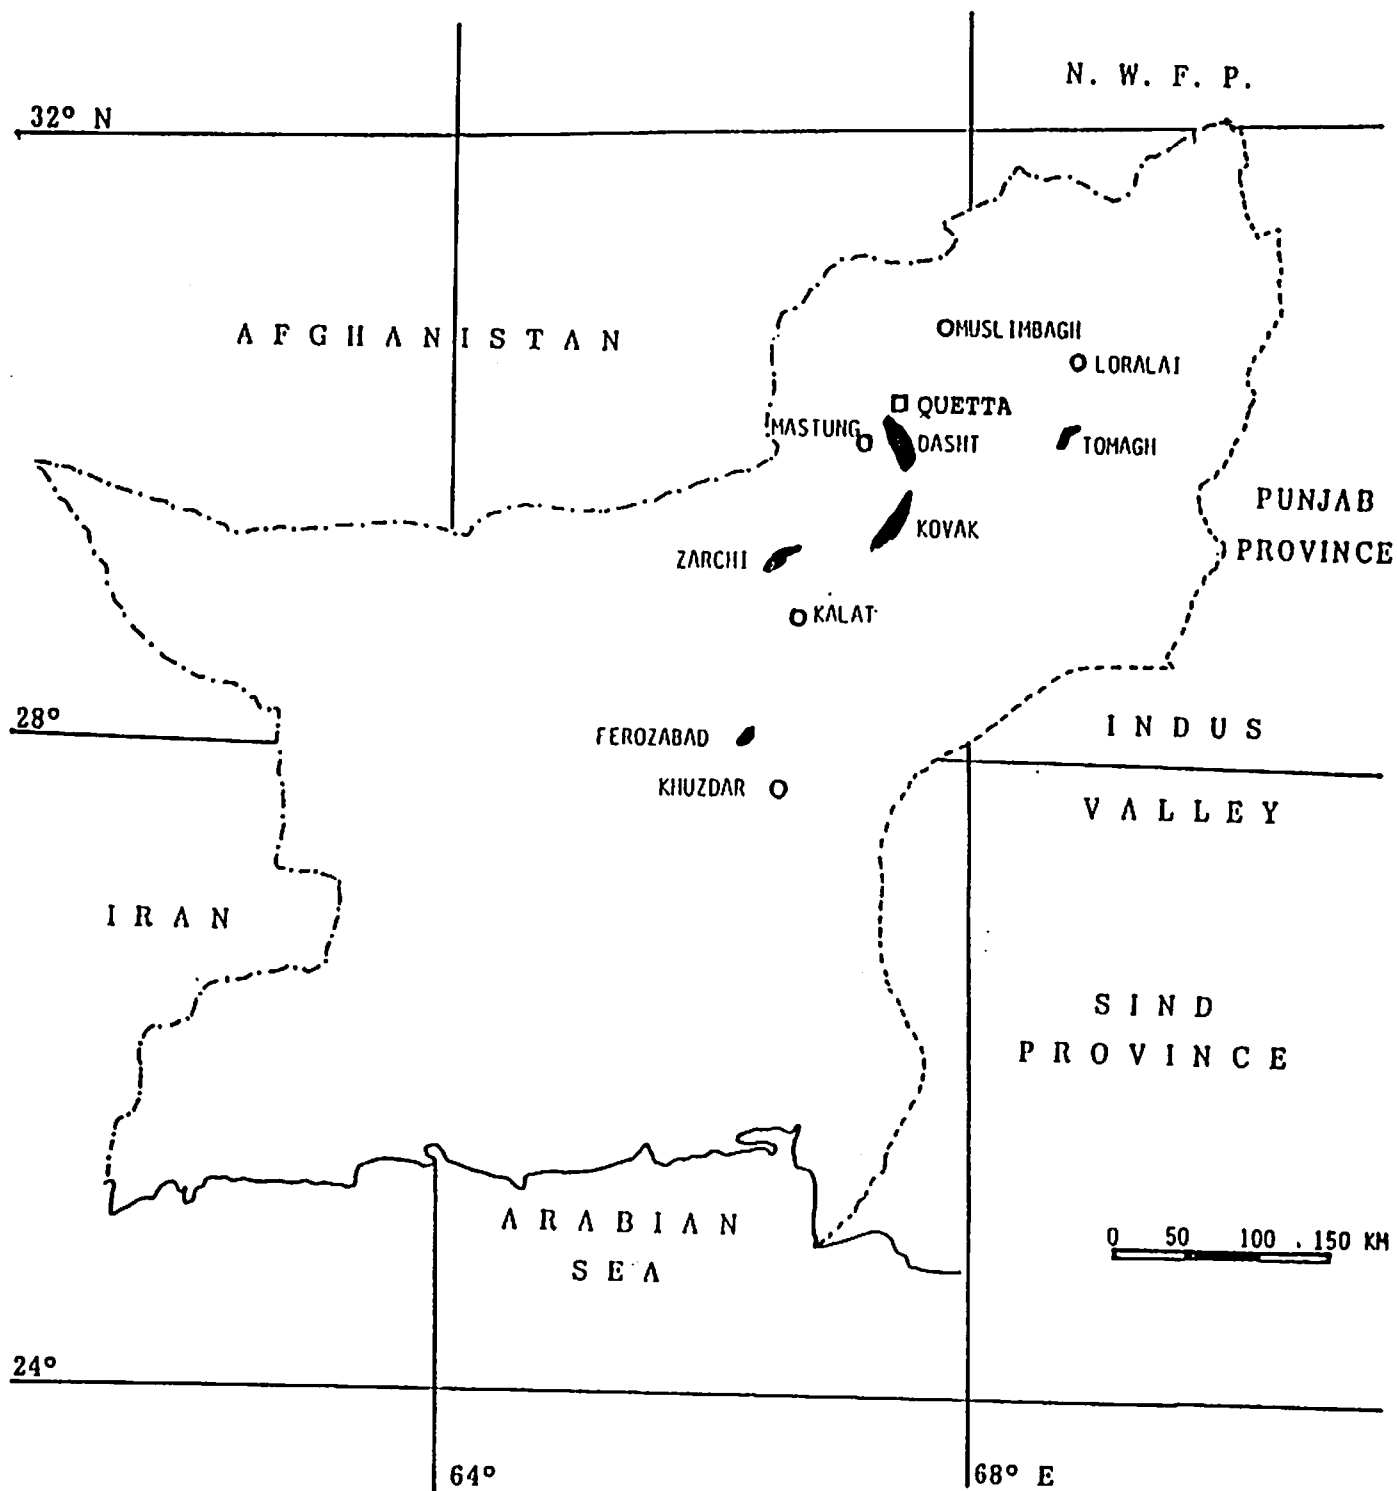 N. W. F. P.
32° N
AFGHANISTAN
MUSLIMBAGH
LORALAI
QUETTA
MASTUNG
DASHT
TOMAGH
PUNJAB
PROVINCE
KOVAK
ZARCHI
KALAT
28°
INDUS
VALLEY
FEROZABAD
KHUZDAR
IRAN
SIND
PROVINCE
ARABIAN
SEA
0 50 100 150 KM
24°
64°
68° E